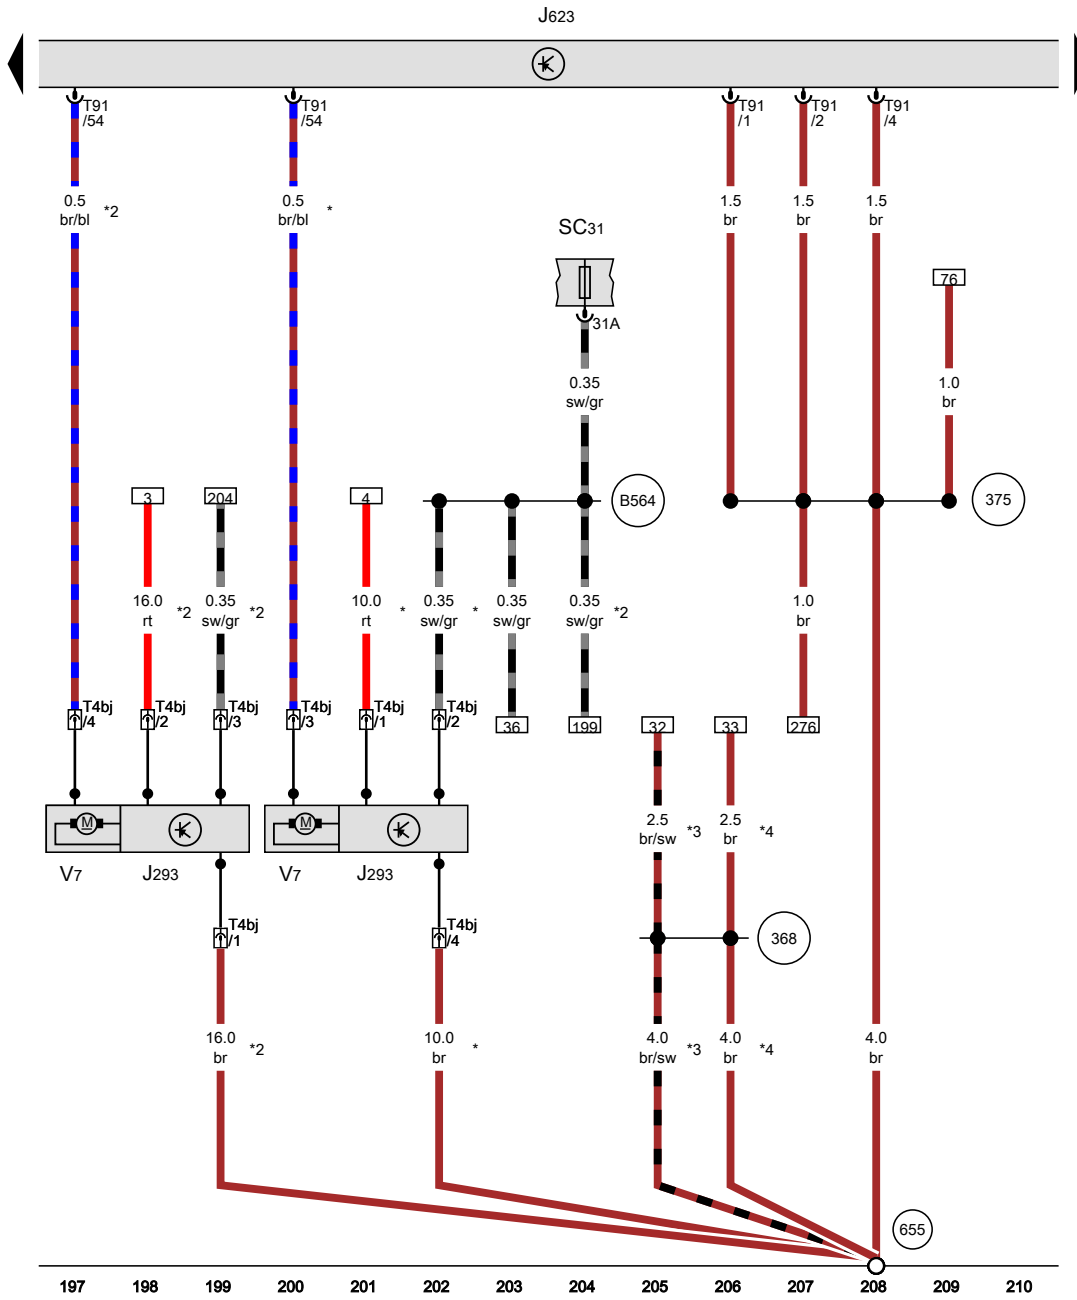 J623
T91
/54
T91
/54
T91
/1
T91
/2
T91
/4
0.5
br/bl
*2
0.5
br/bl
*
1.5
br
1.5
br
1.5
br
SC31
31A
76
0.35
sw/gr
1.0
br
3
204
4
B564
375
16.0
rt
*2
0.35
sw/gr
*2
10.0
rt
*
0.35
sw/gr
*
0.35
sw/gr
0.35
sw/gr
*2
1.0
br
T4bj
/4
T4bj
/2
T4bj
/3
T4bj
/3
T4bj
/1
T4bj
/2
36
199
32
33
276
M
M
2.5
br/sw
*3
2.5
br
*4
V7
J293
V7
J293
T4bj
/1
T4bj
/4
368
16.0
br
*2
10.0
br
*
4.0
br/sw
*3
4.0
br
*4
4.0
br
655
197 198 199 200 201 202 203 204 205 206 207 208 209 210